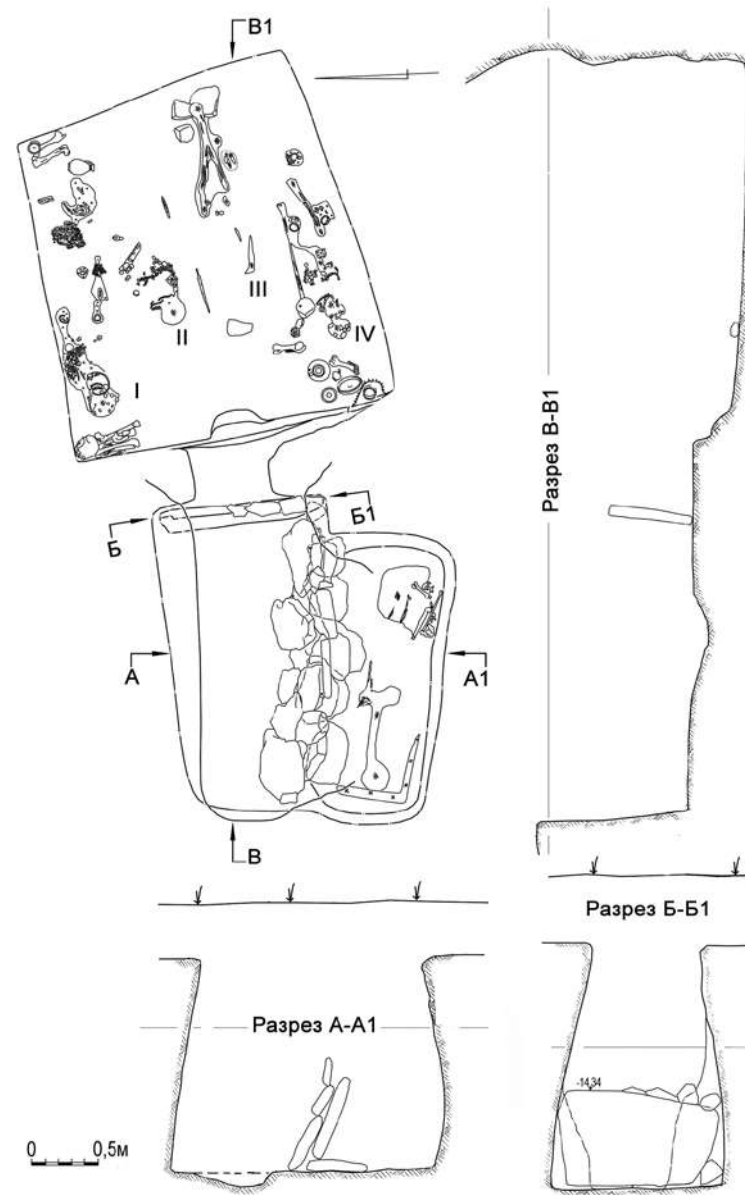 В1
I
II
III
IV
Разрез В-В1
Б
Б1
А
А1
В
Разрез Б-Б1
Разрез А-А1
-14,34
0 0,5м